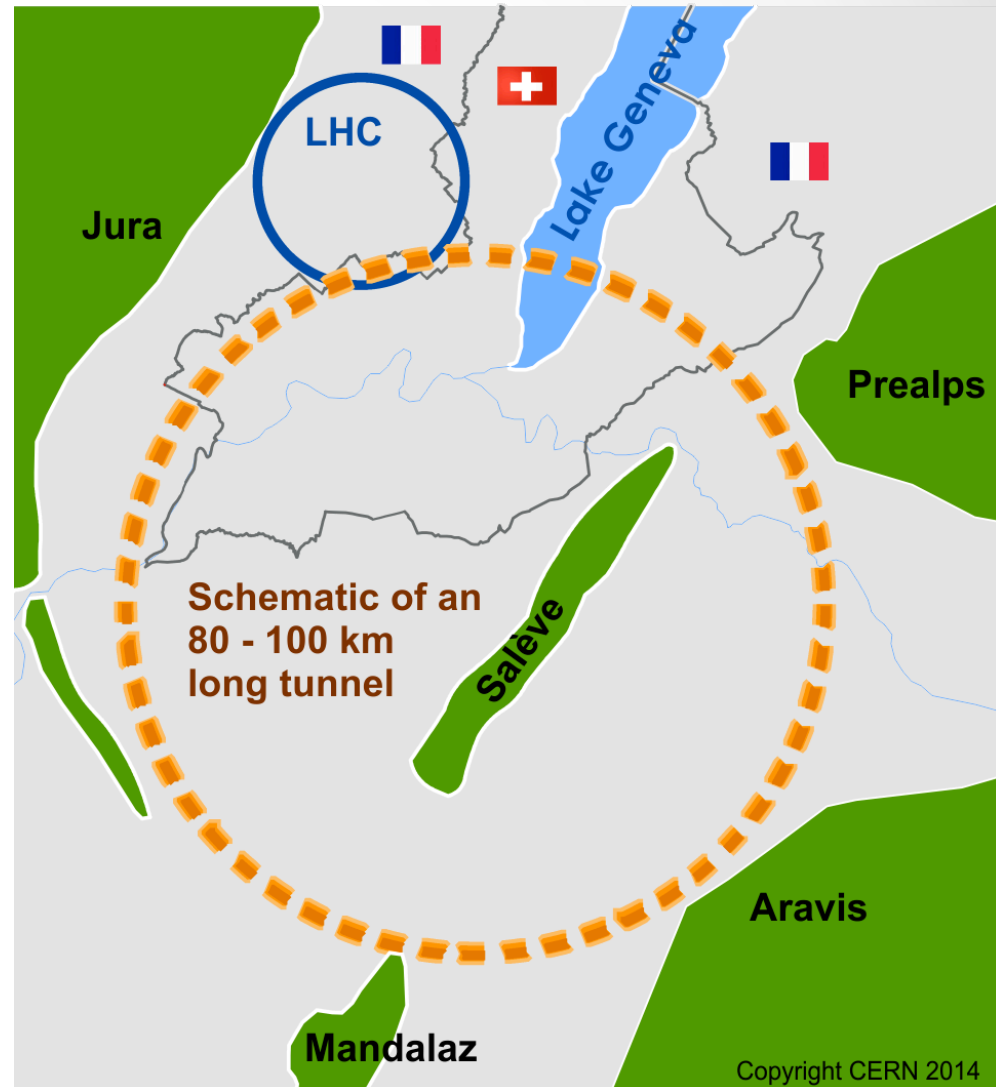 LHC
Lake Geneva
Jura
Prealps
Schematic of an
80 - 100 km
long tunnel
Salève
Aravis
Mandalaz
Copyright CERN 2014